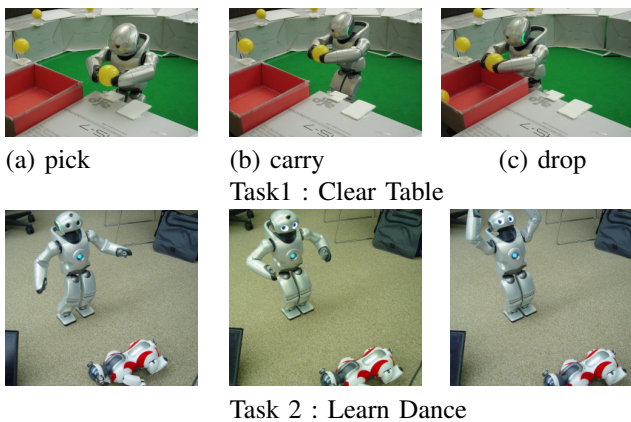 (a) pick (b) carry (c) drop
Task1 : Clear Table
Task 2 : Learn Dance